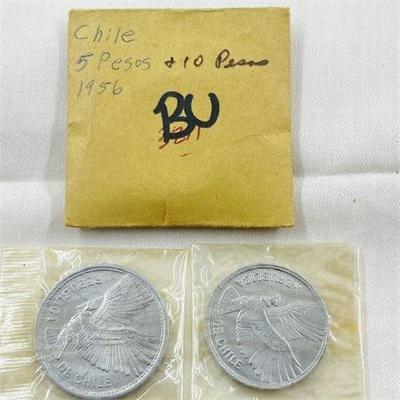 Chile
5 Pesos + 10 Pesos
1956
BU
REPUBLICA
DE CHILE
REPUBLICA
DE CHILE